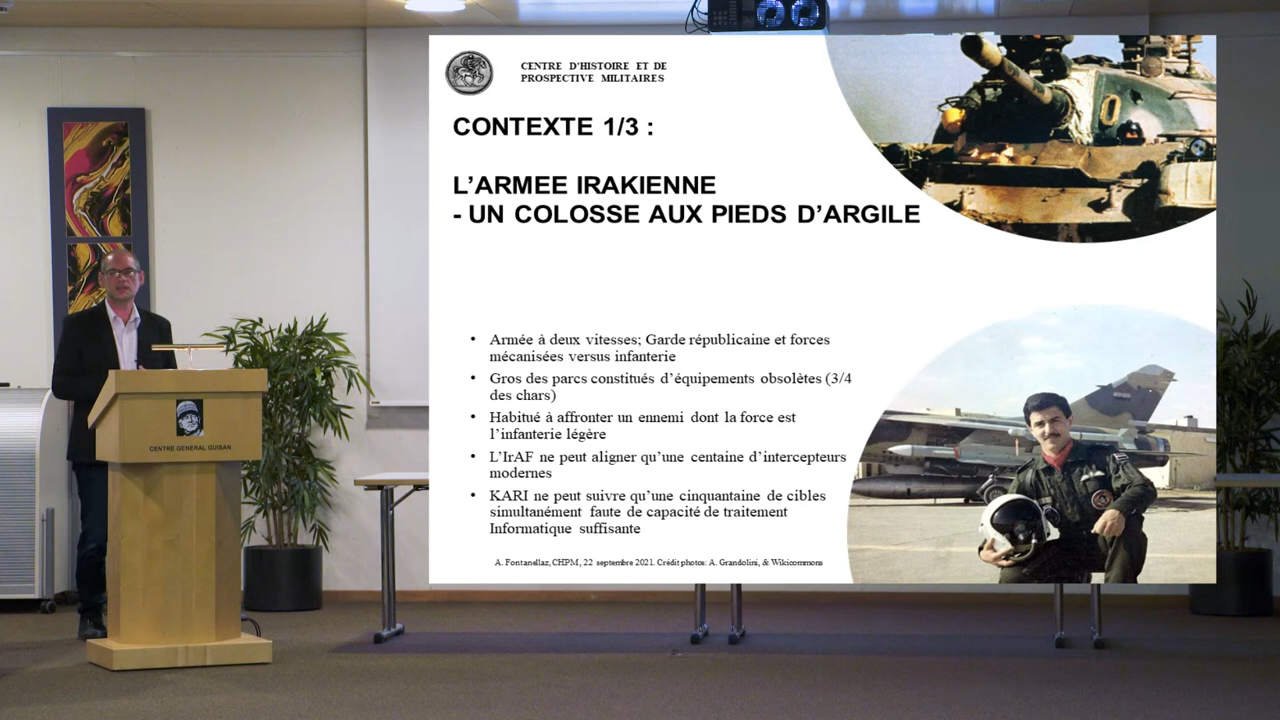 CENTRE D'HISTOIRE ET DE
PROSPECTIVE MILITAIRES
CONTEXTE 1/3 :
L'ARMEE IRAKIENNE
- UN COLOSSE AUX PIEDS D'ARGILE
• Armée à deux vitesses; Garde républicaine et forces
mécanisées versus infanterie
• Gros des parcs constitués d'équipements obsolètes (3/4
des chars)
• Habitué à affronter un ennemi dont la force est
l'infanterie légère
• L'IrAF ne peut aligner qu'une centaine d'intercepteurs
modernes
• KARI ne peut suivre qu'une cinquantaine de cibles
simultanément faute de capacité de traitement
Informatique suffisante
A. Fontanellaz, CHPM, 22 septembre 2021. Crédit photos: A. Grandolini, & Wikicommons
CENTRE GENERAL GUISAN